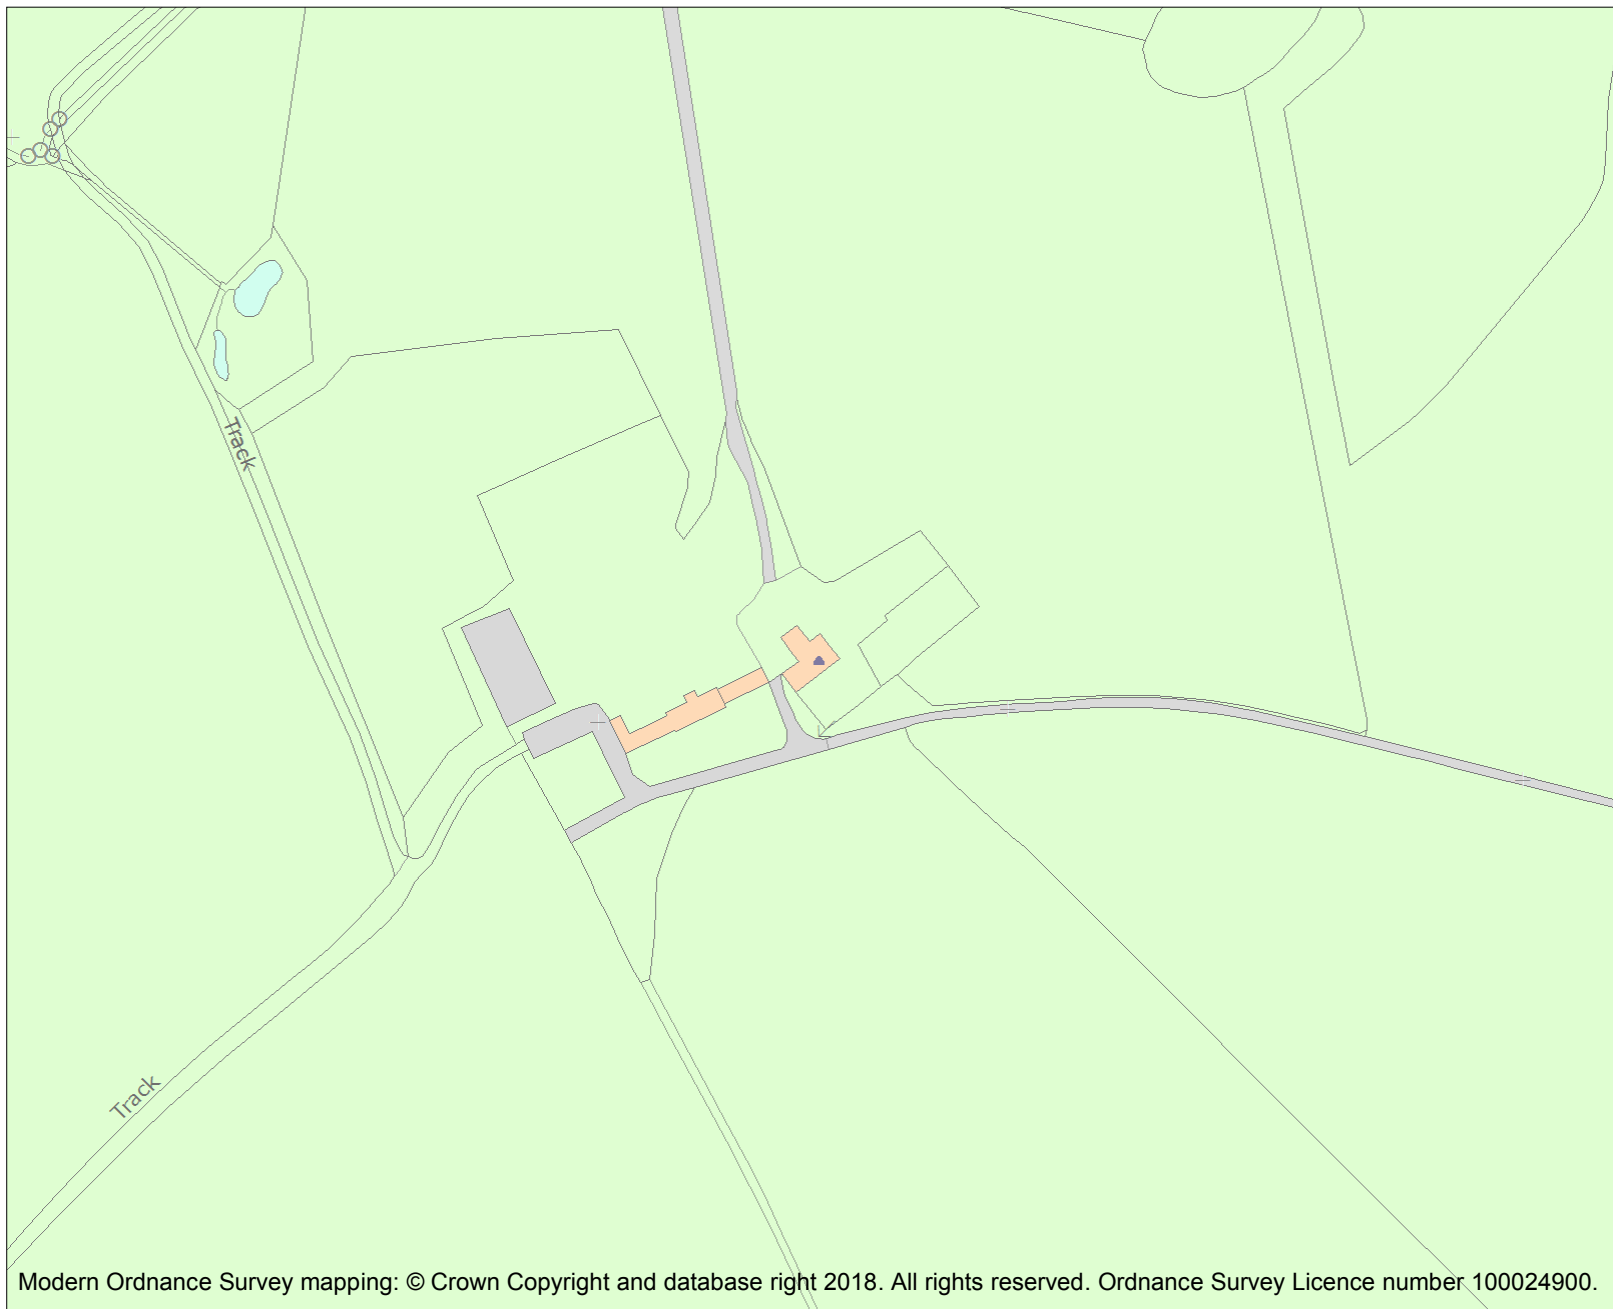 Track
Track
Modern Ordnance Survey mapping: © Crown Copyright and database right 2018. All rights reserved. Ordnance Survey Licence number 100024900.